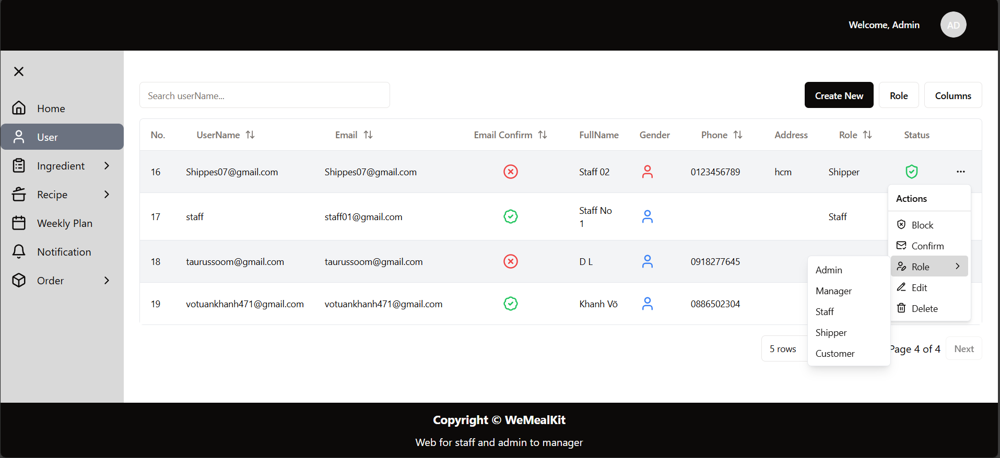 Welcome, Admin
AD
Home
User
Ingredient
Recipe
Weekly Plan
Notification
Order
Search userName...
Create New
Role
Columns
No. UserName Email Email Confirm FullName Gender Phone Address Role Status
16 Shippes07@gmail.com Shippes07@gmail.com Staff 02 0123456789 hcm Shipper
17 staff staff01@gmail.com Staff No 1 Staff
18 taurussoom@gmail.com taurussoom@gmail.com D L 0918277645
19 votuankhanh471@gmail.com votuankhanh471@gmail.com Khanh Võ 0886502304
Actions
Block
Confirm
Role
Edit
Delete
Admin
Manager
Staff
Shipper
Customer
5 rows
Page 4 of 4
Next
Copyright © WeMealKit
Web for staff and admin to manager